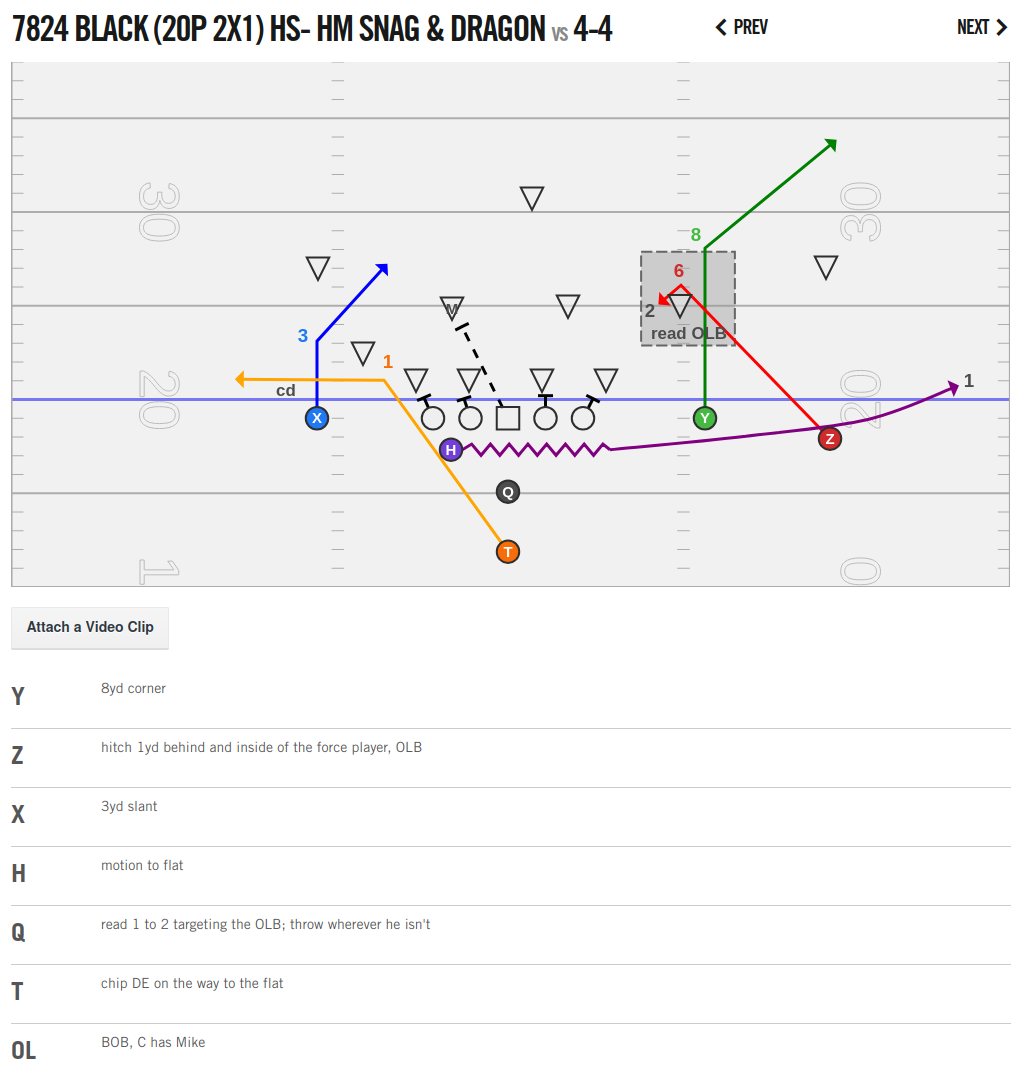 7824 BLACK (20P 2X1) HS- HM SNAG & DRAGON VS 4-4
PREV
NEXT
30
30
8
6
2
read OLB
M
3
1
cd
20
20
1
X
Y
Z
H
Q
T
1
0
Attach a Video Clip
Y 8yd corner
Z hitch 1yd behind and inside of the force player, OLB
X 3yd slant
H motion to flat
Q read 1 to 2 targeting the OLB; throw wherever he isn't
T chip DE on the way to the flat
OL BOB, C has Mike